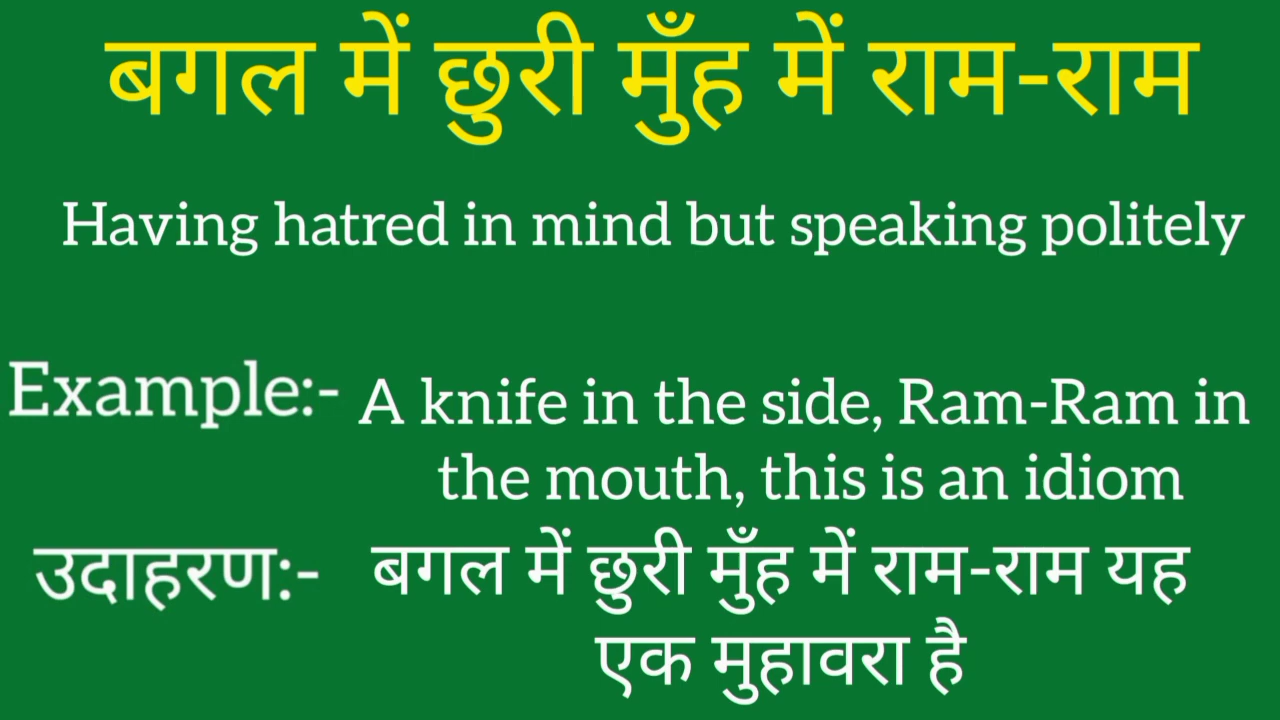 बगल में छुरी मुँह में राम-राम
Having hatred in mind but speaking politely
Example:- A knife in the side, Ram-Ram in
the mouth, this is an idiom
उदाहरण:- बगल में छुरी मुँह में राम-राम यह
एक मुहावरा है